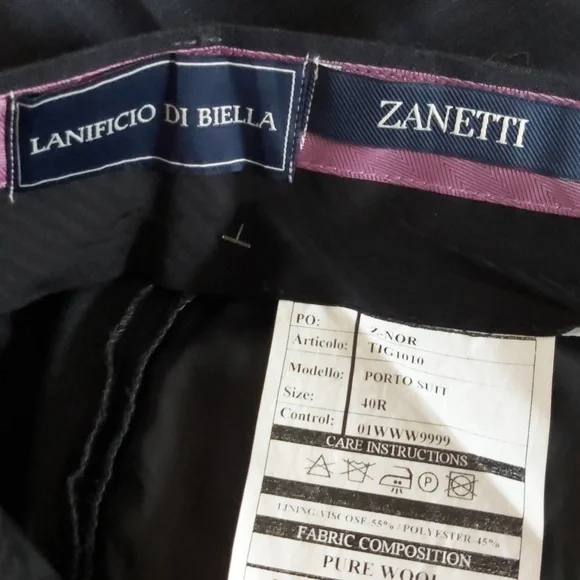 LANIFICIO DI BIELLA
ZANETTI
PO: Z-NOR
Articolo: TIG1010
Modello: PORTO SUIT
Size: 40R
Control: 01WWW9999
CARE INSTRUCTIONS
P
LINING-VISCOSE-55% / POLYESTER-45%
FABRIC COMPOSITION
PURE WOOL